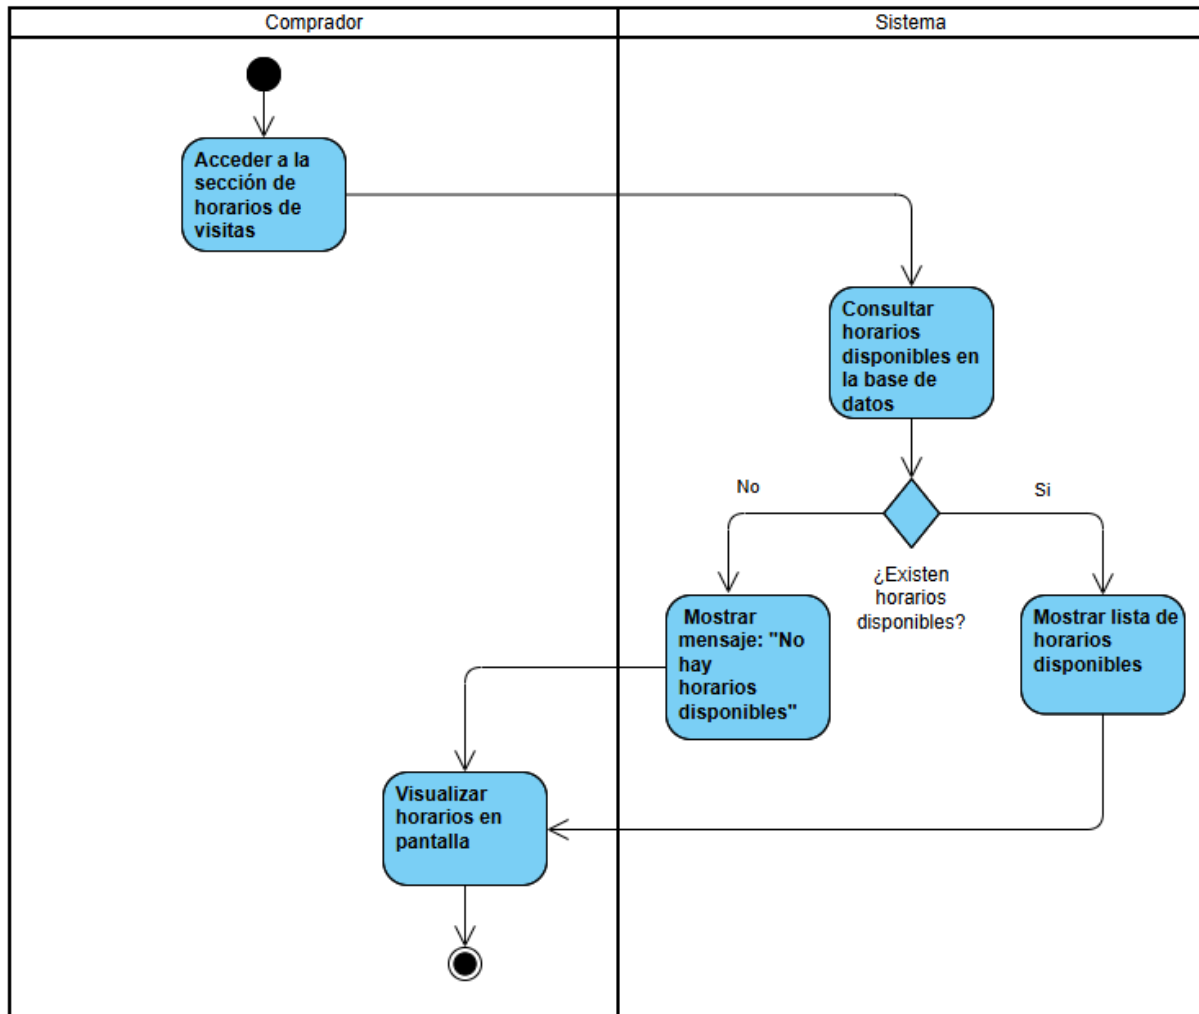 Comprador
Sistema
Acceder a la
sección de
horarios de
visitas
Consultar
horarios
disponibles en
la base de
datos
No
Si
¿Existen
horarios
disponibles?
Mostrar
mensaje: "No
hay
horarios
disponibles"
Mostrar lista de
horarios
disponibles
Visualizar
horarios en
pantalla